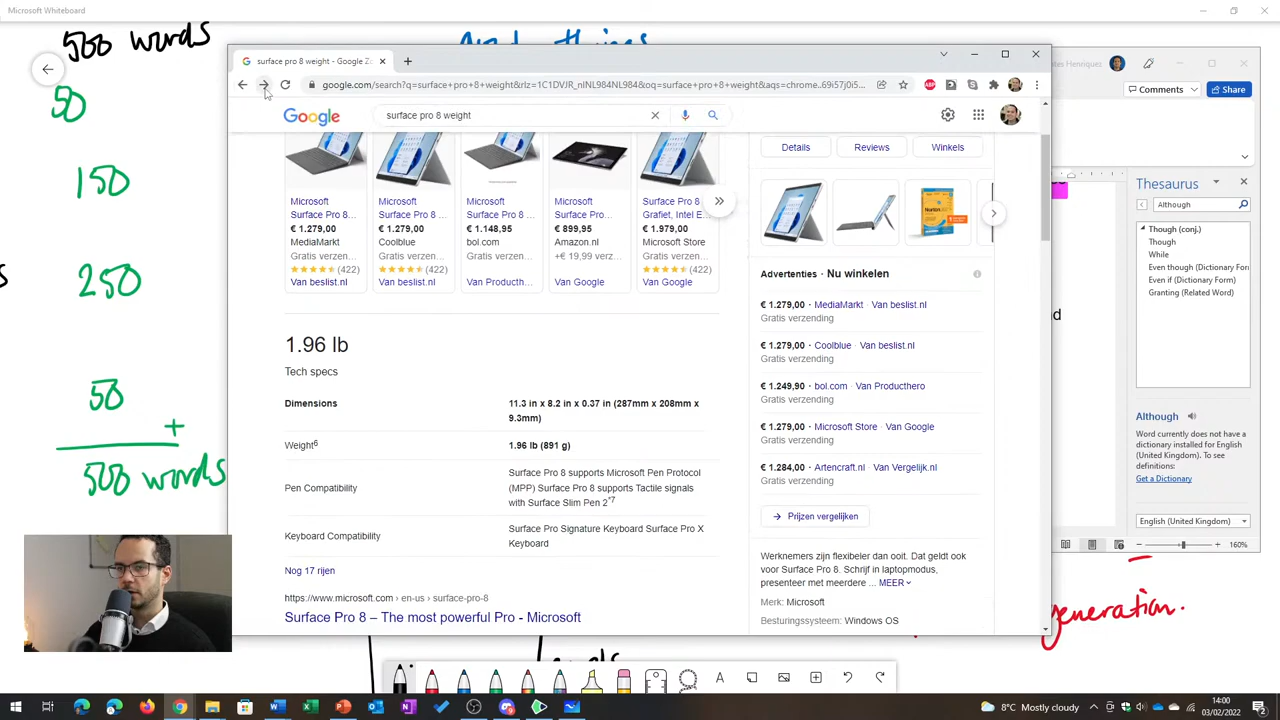 Microsoft Whiteboard
500 words
50
150
250
50
+
500 words
surface pro 8 weight - Google Zo
google.com/search?q=surface+pro+8+weight&rlz=1C1DVJR_nlNL984NL984&oq=surface+pro+8+weight&aqs=chrome..69i57j0i5...
Google
surface pro 8 weight
Microsoft Surface Pro 8...
€ 1.279,00
MediaMarkt
Gratis verzending
(422)
Van beslist.nl
Microsoft Surface Pro 8...
€ 1.279,00
Coolblue
Gratis verz...
(422)
Van beslist.nl
Microsoft Surface Pro 8...
€ 1.148,95
bol.com
Gratis verz...
Van Producth...
Microsoft Surface Pro...
€ 899,95
Amazon.nl
+€ 19,99 verz...
Van Google
Surface Pro 8 Grafiet, Intel E...
€ 1.979,00
Microsoft Store
Gratis verz...
(422)
Van Google
1.96 lb
Tech specs
Dimensions
11.3 in x 8.2 in x 0.37 in (287mm x 208mm x
9.3mm)
Weight6
1.96 lb (891 g)
Pen Compatibility
Surface Pro 8 supports Microsoft Pen Protocol
(MPP) Surface Pro 8 supports Tactile signals
with Surface Slim Pen 2*7
Keyboard Compatibility
Surface Pro Signature Keyboard Surface Pro X
Keyboard
Nog 17 rijen
https://www.microsoft.com › en-us › surface-pro-8
Surface Pro 8 – The most powerful Pro - Microsoft
Details
Reviews
Winkels
Advertenties · Nu winkelen
€ 1.279,00 · MediaMarkt · Van beslist.nl
Gratis verzending
€ 1.279,00 · Coolblue · Van beslist.nl
Gratis verzending
€ 1.249,90 · bol.com · Van Producthero
Gratis verzending
€ 1.279,00 · Microsoft Store · Van Google
Gratis verzending
€ 1.284,00 · Artencraft.nl · Van Vergelijk.nl
Gratis verzending
Prijzen vergelijken
Werknemers zijn flexibeler dan ooit. Dat geldt ook
voor Surface Pro 8. Schrijf in laptopmodus,
presenteer met meerdere ... MEER
Merk: Microsoft
Besturingssysteem: Windows OS
Comments
Share
Thesaurus
Although
Though (conj.)
Though
While
Even though (Dictionary For
Even if (Dictionary Form)
Granting (Related Word)
Although
Word currently does not have a
dictionary installed for English
(United Kingdom). To see
definitions:
Get a Dictionary
English (United Kingdom)
160%
generation.
8°C Mostly cloudy
14:00
03/02/2022